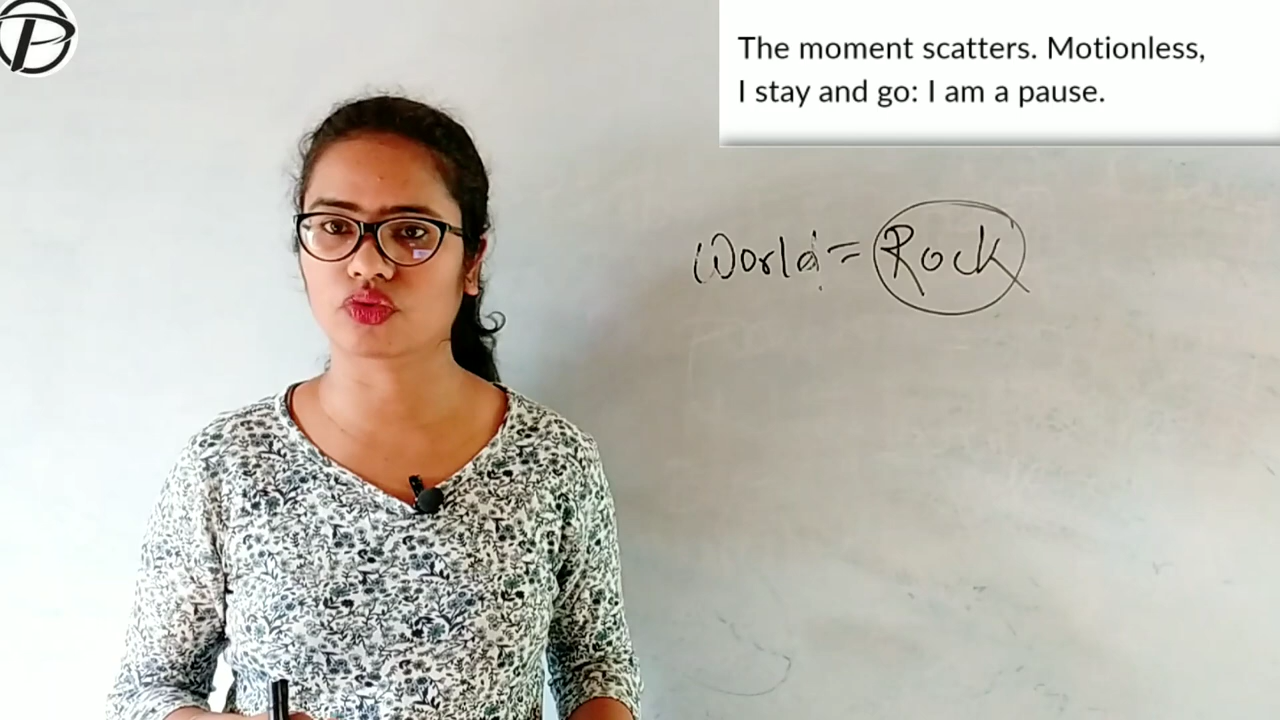 P
The moment scatters. Motionless,
I stay and go: I am a pause.
World = Rock